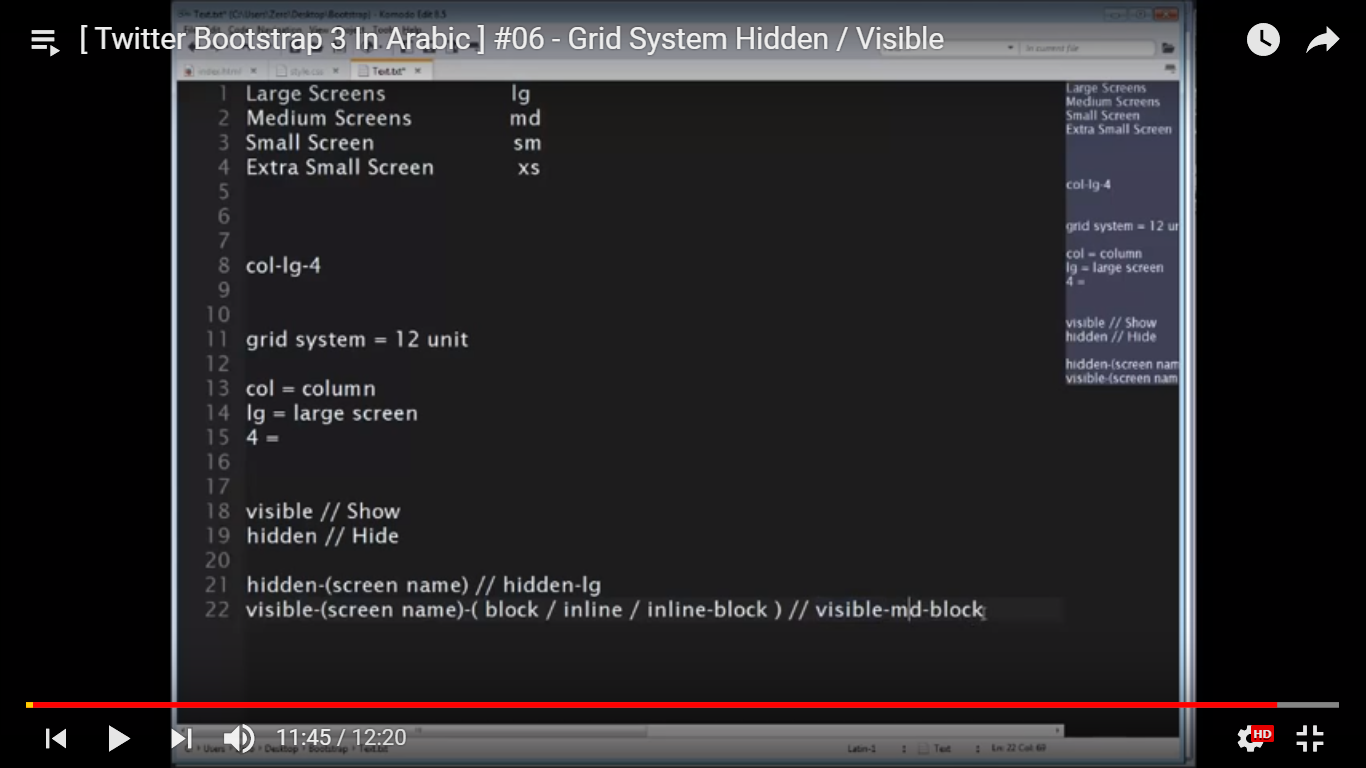 Text.txt* (C:\Users\Zero\Desktop\Bootstrap) - Komodo Edit 8.5
[ Twitter Bootstrap 3 In Arabic ] #06 - Grid System Hidden / Visible
In current file
index.html
style.css
Text.txt*
1 Large Screens lg
2 Medium Screens md
3 Small Screen sm
4 Extra Small Screen xs
5
6
7
8 col-lg-4
9
10
11 grid system = 12 unit
12
13 col = column
14 lg = large screen
15 4 =
16
17
18 visible // Show
19 hidden // Hide
20
21 hidden-(screen name) // hidden-lg
22 visible-(screen name)-( block / inline / inline-block ) // visible-md-block
Large Screens
Medium Screens
Small Screen
Extra Small Screen
col-lg-4
grid system = 12 un
col = column
lg = large screen
4 =
visible // Show
hidden // Hide
hidden-(screen nam
visible-(screen nam
11:45 / 12:20
HD
Users Desktop Bootstrap Text.txt
Latin-1 Text Ln: 22 Col: 60